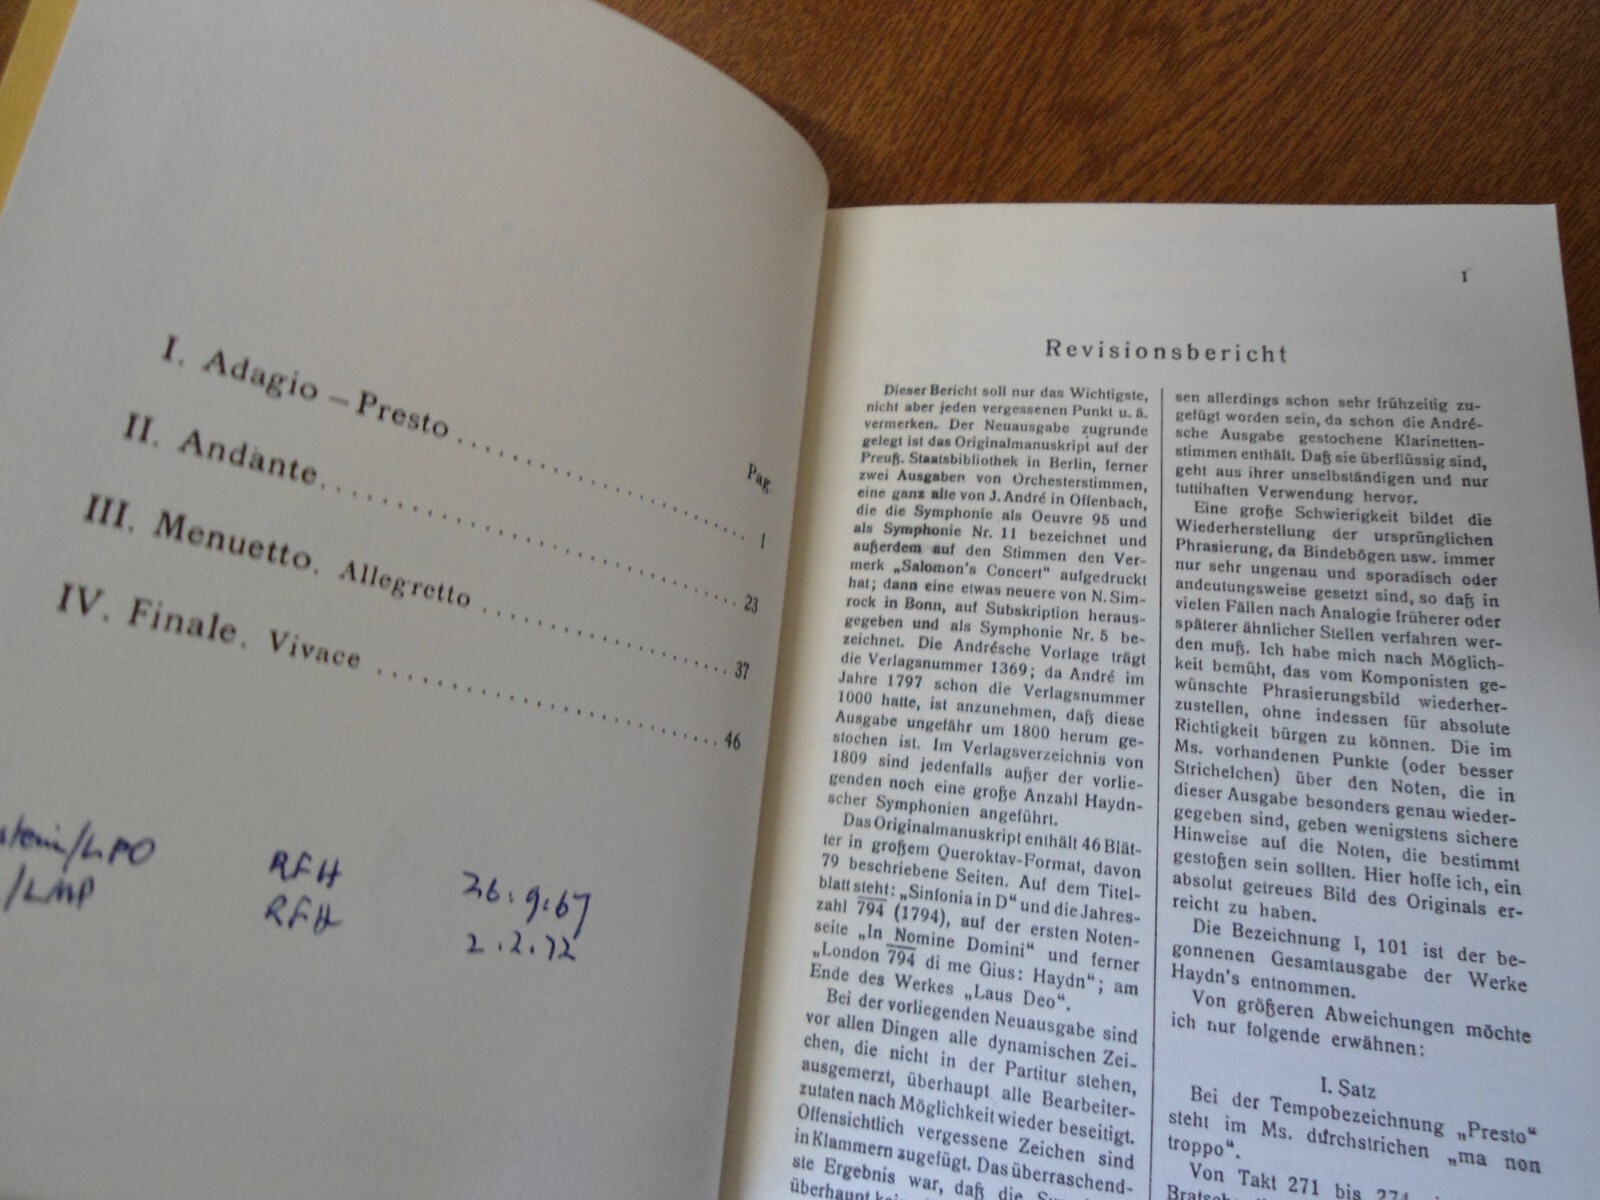 I. Adagio – Presto
Pag.
1
II. Andante
23
III. Menuetto. Allegretto
37
IV. Finale. Vivace
46
/LPO RFH 26.9.67
/LMP RFH 2.2.72
1
Revisionsbericht
Dieser Bericht soll nur das Wichtigste,
nicht aber jeden vergessenen Punkt u. ä.
vermerken. Der Neuausgabe zugrunde
gelegt ist das Originalmanuskript auf der
Preuß. Staatsbibliothek in Berlin, ferner
zwei Ausgaben von Orchesterstimmen,
eine ganz alte von J. André in Offenbach,
die die Symphonie als Oeuvre 95 und
als Symphonie Nr. 11 bezeichnet und
außerdem auf den Stimmen den Ver-
merk „Salomon's Concert“ aufgedruckt
hat; dann eine etwas neuere von N. Sim-
rock in Bonn, auf Subskription heraus-
gegeben und als Symphonie Nr. 5 be-
zeichnet. Die Andrésche Vorlage trägt
die Verlagsnummer 1369; da André im
Jahre 1797 schon die Verlagsnummer
1000 hatte, ist anzunehmen, daß diese
Ausgabe ungefähr um 1800 herum ge-
stochen ist. Im Verlagsverzeichnis von
1809 sind jedenfalls außer der vorlie-
genden noch eine große Anzahl Haydn-
scher Symphonien angeführt.
Das Originalmanuskript enthält 46 Blät-
ter in großem Queroktav-Format, davon
79 beschriebene Seiten. Auf dem Titel-
blatt steht: „Sinfonia in D“ und die Jahres-
zahl 794 (1794), auf der ersten Noten-
seite „In Nomine Domini“ und ferner
„London 794 di me Gius: Haydn“; am
Ende des Werkes „Laus Deo“.
Bei der vorliegenden Neuausgabe sind
vor allen Dingen alle dynamischen Zei-
chen, die nicht in der Partitur stehen,
ausgemerzt, überhaupt alle Bearbeiter-
zutaten nach Möglichkeit wieder beseitigt.
Offensichtlich vergessene Zeichen sind
in Klammern zugefügt. Das überraschend-
ste Ergebnis war, daß die
überhaupt
sen allerdings schon sehr frühzeitig zu-
gefügt worden sein, da schon die André-
sche Ausgabe gestochene Klarinetten-
stimmen enthält. Daß sie überflüssig sind,
geht aus ihrer unselbständigen und nur
tuttihaften Verwendung hervor.
Eine große Schwierigkeit bildet die
Wiederherstellung der ursprünglichen
Phrasierung, da Bindebögen usw. immer
nur sehr ungenau und sporadisch oder
andeutungsweise gesetzt sind, so daß in
vielen Fällen nach Analogie früherer oder
späterer ähnlicher Stellen verfahren wer-
den muß. Ich habe mich nach Möglich-
keit bemüht, das vom Komponisten ge-
wünschte Phrasierungsbild wiederher-
zustellen, ohne indessen für absolute
Richtigkeit bürgen zu können. Die im
Ms. vorhandenen Punkte (oder besser
Strichelchen) über den Noten, die in
dieser Ausgabe besonders genau wieder-
gegeben sind, geben wenigstens sichere
Hinweise auf die Noten, die bestimmt
gestoßen sein sollten. Hier hoffe ich, ein
absolut getreues Bild des Originals er-
reicht zu haben.
Die Bezeichnung I, 101 ist der be-
gonnenen Gesamtausgabe der Werke
Haydn's entnommen.
Von größeren Abweichungen möchte
ich nur folgende erwähnen:
I. Satz
Bei der Tempobezeichnung „Presto“
steht im Ms. durchstrichen „ma non
troppo“.
Von Takt 271 bis 274